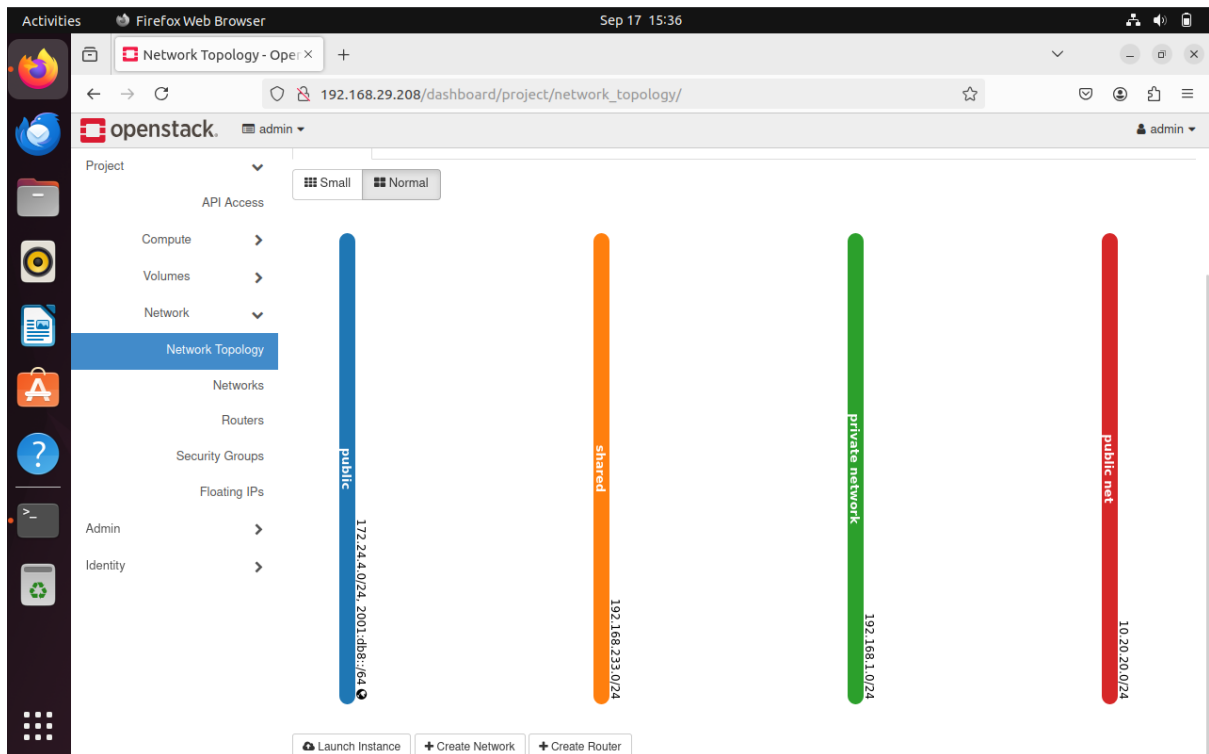 Activities Firefox Web Browser Sep 17 15:36
Network Topology - Oper
192.168.29.208/dashboard/project/network_topology/
openstack. admin admin
Project
Small Normal
API Access
Compute
Volumes
Network
Network Topology
Networks
Routers
Security Groups
Floating IPs
Admin
Identity
public
172.24.4.0/24, 2001:db8::/64
shared
192.168.233.0/24
private network
192.168.1.0/24
public net
10.20.20.0/24
Launch Instance Create Network Create Router